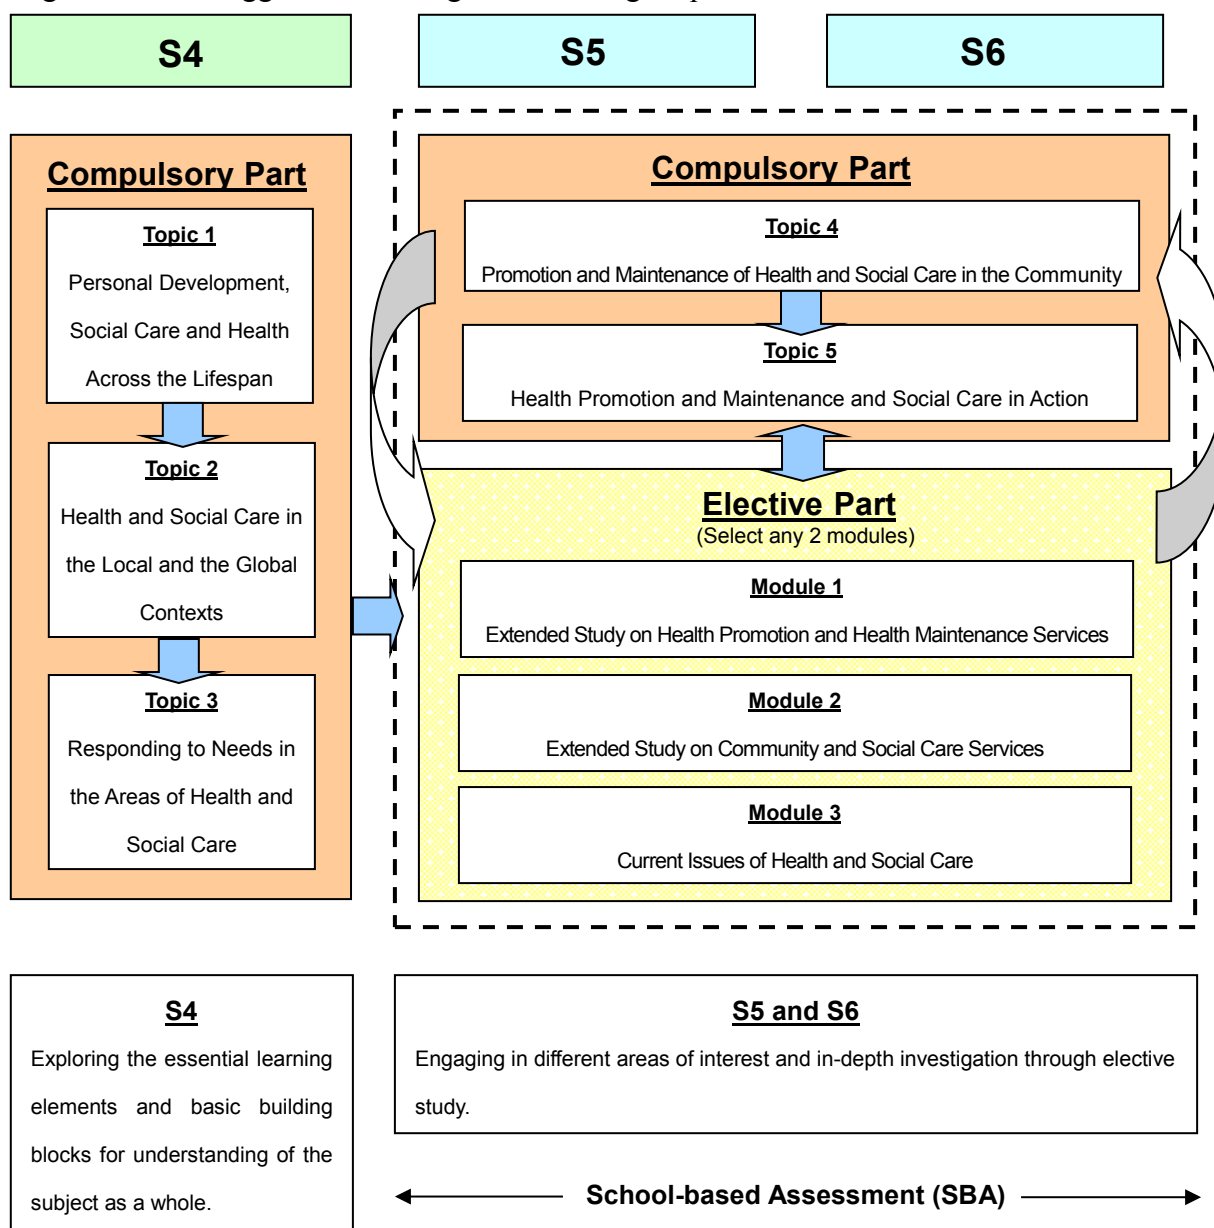 S4
S5
S6
Compulsory Part
Topic 1
Personal Development,
Social Care and Health
Across the Lifespan
Topic 2
Health and Social Care in
the Local and the Global
Contexts
Topic 3
Responding to Needs in
the Areas of Health and
Social Care
Compulsory Part
Topic 4
Promotion and Maintenance of Health and Social Care in the Community
Topic 5
Health Promotion and Maintenance and Social Care in Action
Elective Part
(Select any 2 modules)
Module 1
Extended Study on Health Promotion and Health Maintenance Services
Module 2
Extended Study on Community and Social Care Services
Module 3
Current Issues of Health and Social Care
S4
Exploring the essential learning
elements and basic building
blocks for understanding of the
subject as a whole.
S5 and S6
Engaging in different areas of interest and in-depth investigation through elective
study.
School-based Assessment (SBA)